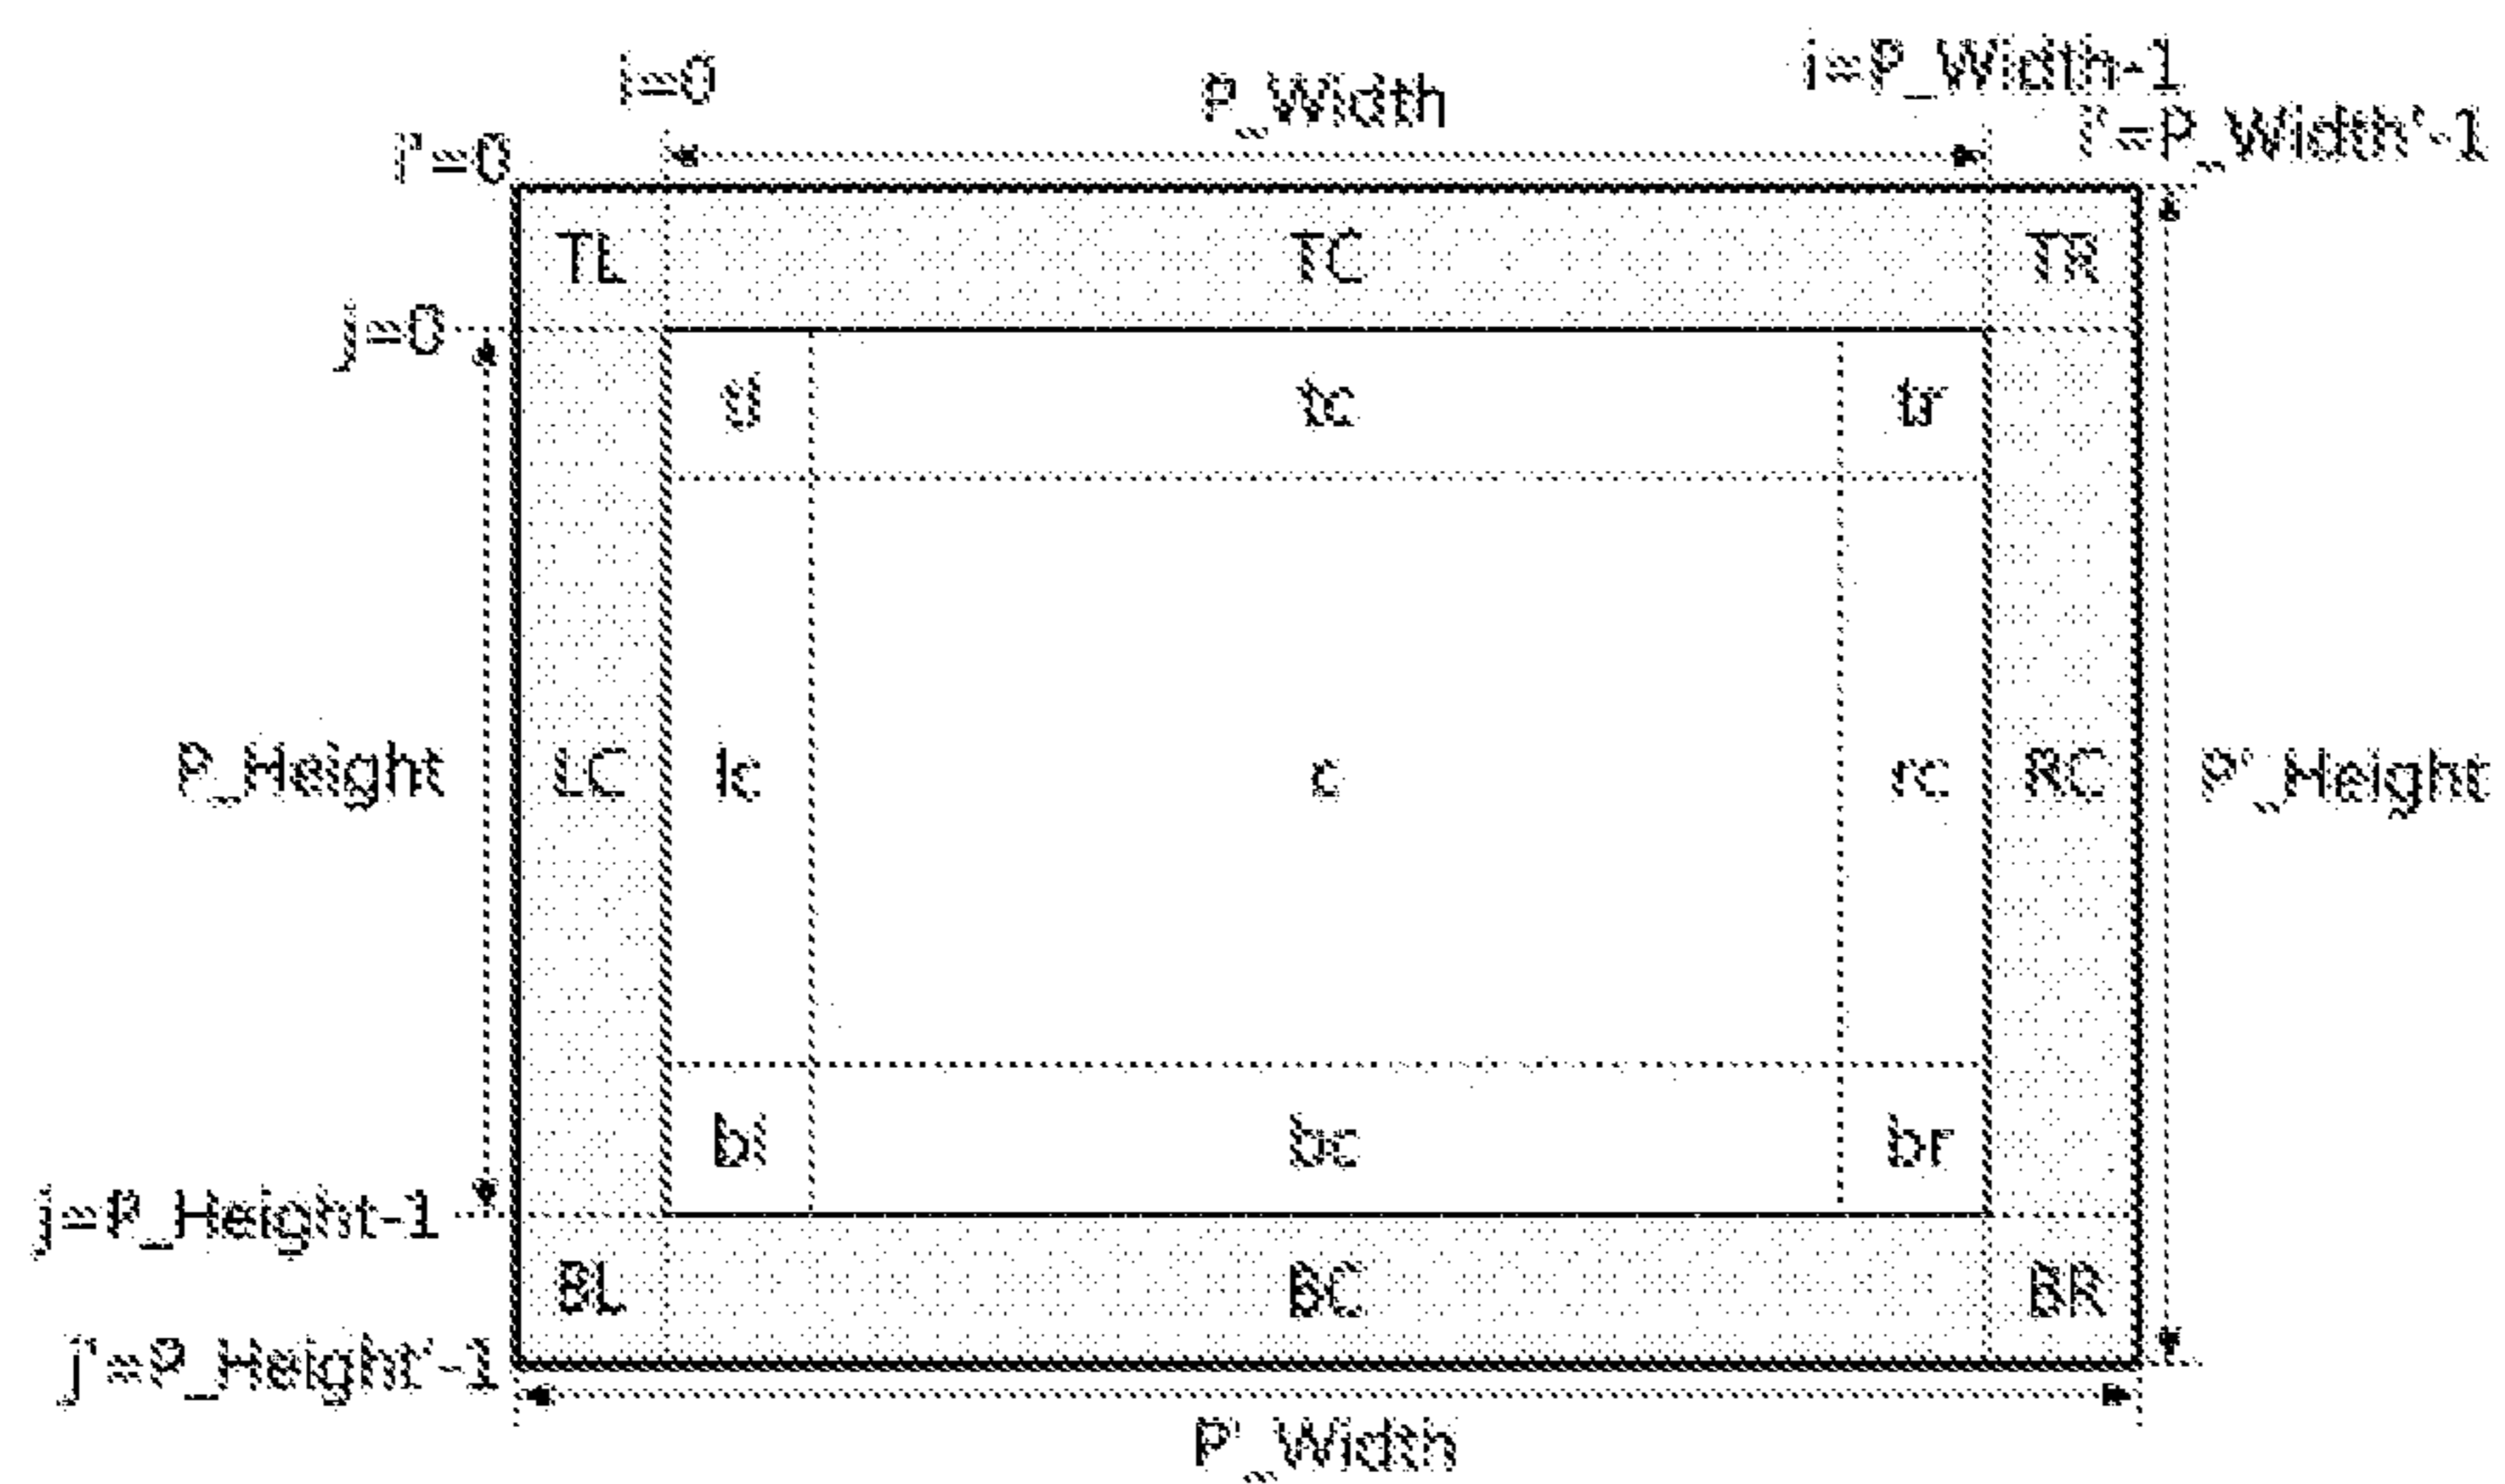 i=0
P_Width
i=P_Width-1
i'=0
i'=P_Width'-1
TL
TC
TR
j=0
tl
tc
tr
P_Height
LC
lc
c
rc
RC
P'_Height
bl
bc
br
j=P_Height-1
BL
BC
BR
j'=P_Height'-1
P'_Width